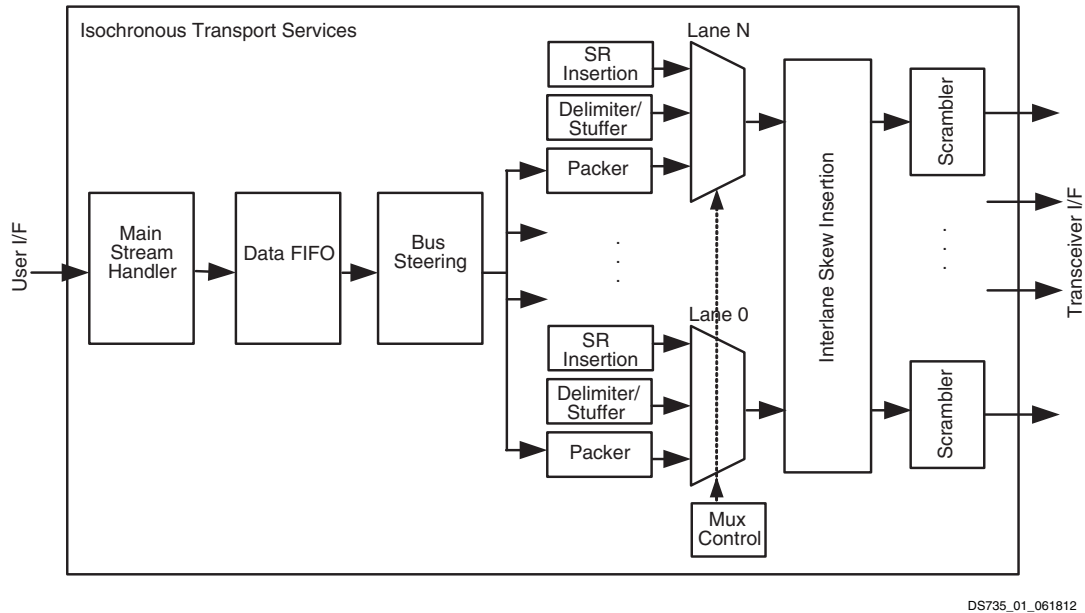 Isochronous Transport Services
Lane N
SR
Insertion
Delimiter/
Stuffer
Packer
User I/F
Main
Stream
Handler
Data FIFO
Bus
Steering
Lane 0
SR
Insertion
Delimiter/
Stuffer
Packer
Mux
Control
Interlane Skew Insertion
Scrambler
Scrambler
Transceiver I/F
DS735_01_061812